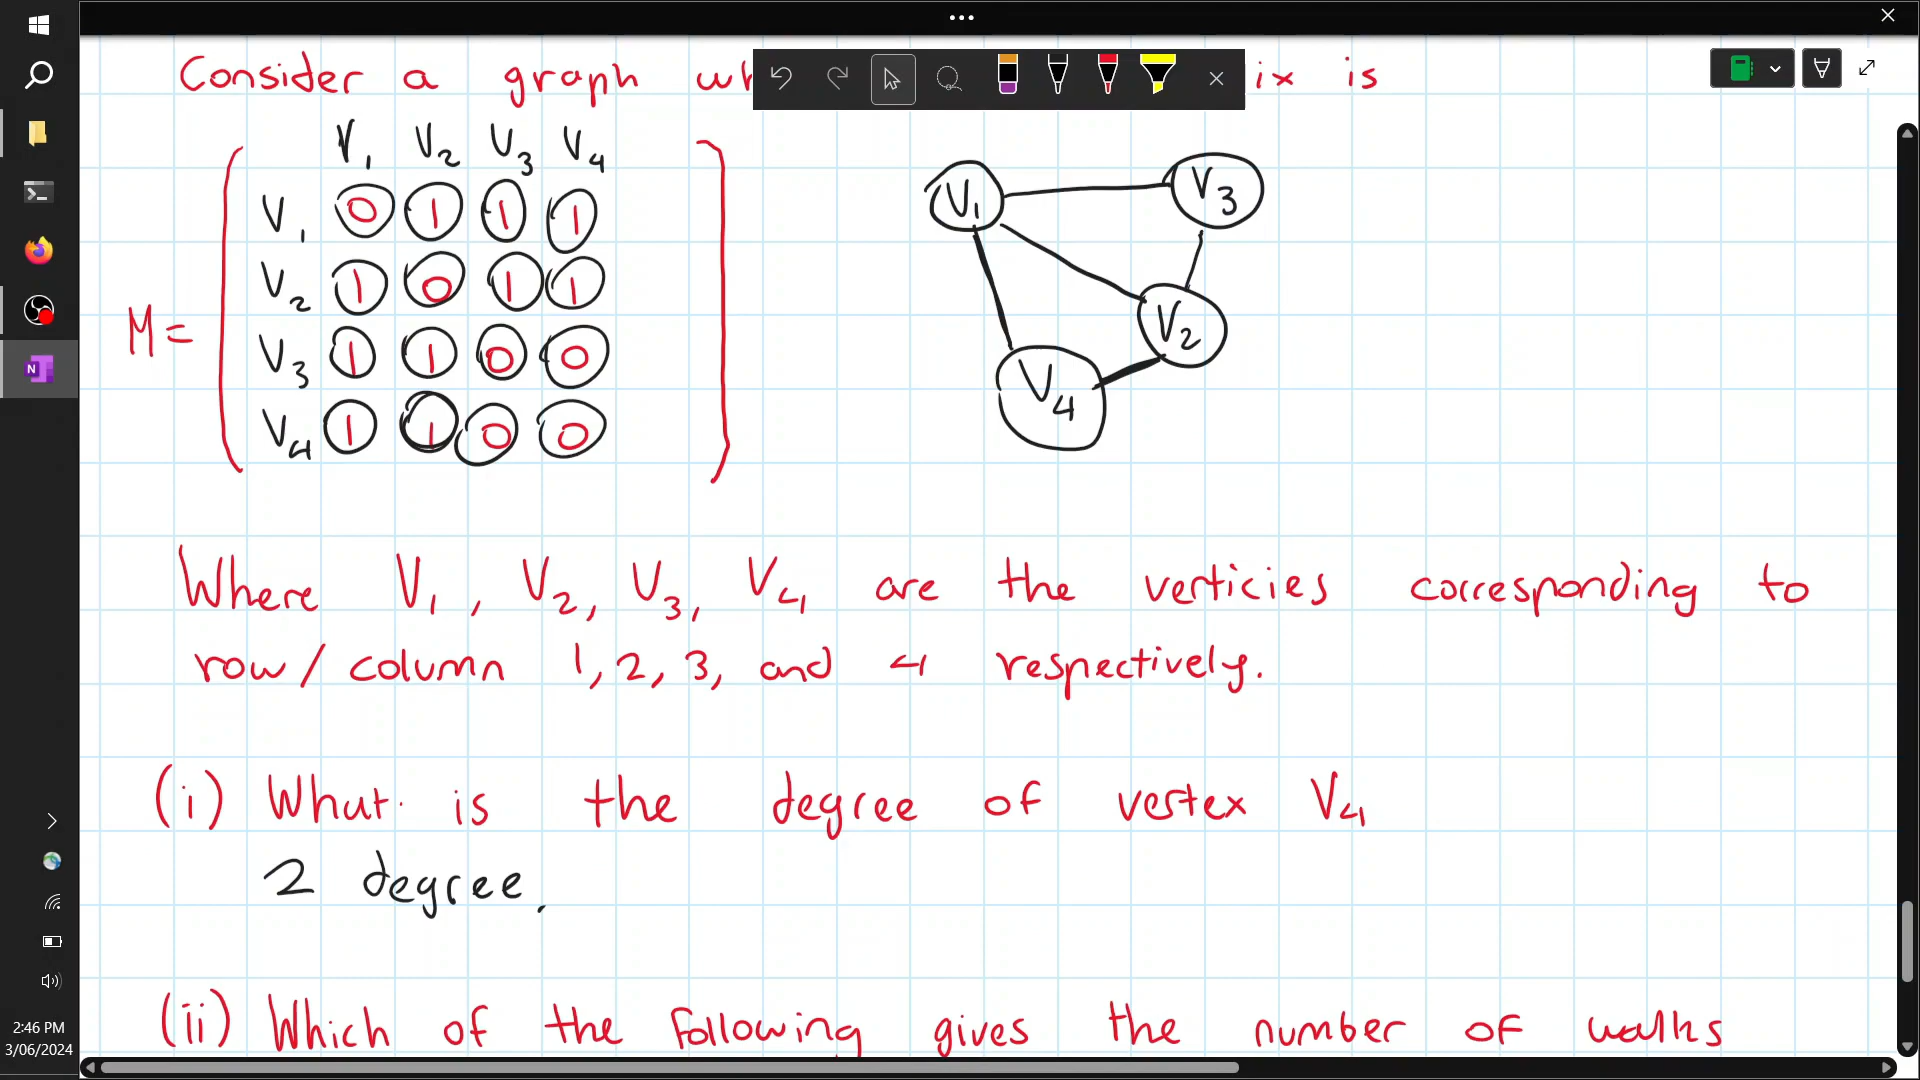 Consider a graph wh ix is
V1 V2 V3 V4
V1 0 1 1 1
V2 1 0 1 1
M=
V3 1 1 0 0
V4 1 1 0 0
V1 V3
V2
V4
Where V1, V2, V3, V4 are the verticies corresponding to
row/column 1, 2, 3, and 4 respectively.
(i) What is the degree of vertex V4
2 degree.
(ii) Which of the following gives the number of walks
N
2:46 PM
3/06/2024